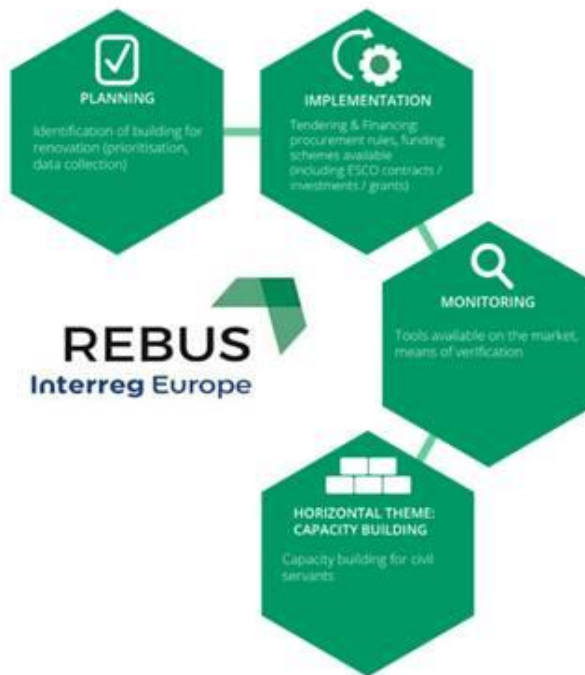 PLANNING
Identification of building for
renovation (prioritisation,
data collection)
IMPLEMENTATION
Tendering & Financing:
procurement rules, funding
schemes available
(including ESCO contracts /
investments / grants)
MONITORING
Tools available on the market,
means of verification
REBUS
Interreg Europe
HORIZONTAL THEME:
CAPACITY BUILDING
Capacity building for civil
servants